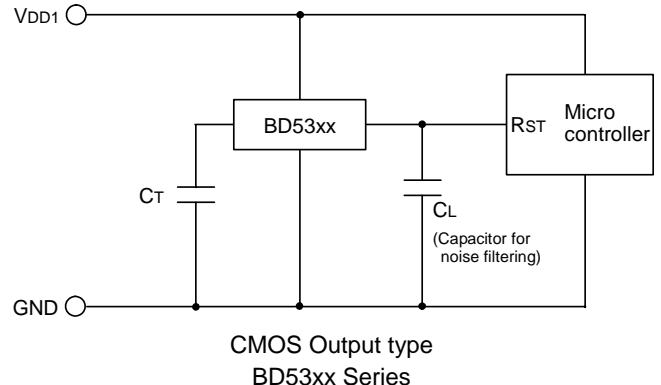 VDD1
BD53xx
RST
Micro
controller
CT
CL
(Capacitor for
noise filtering)
GND
CMOS Output type
BD53xx Series